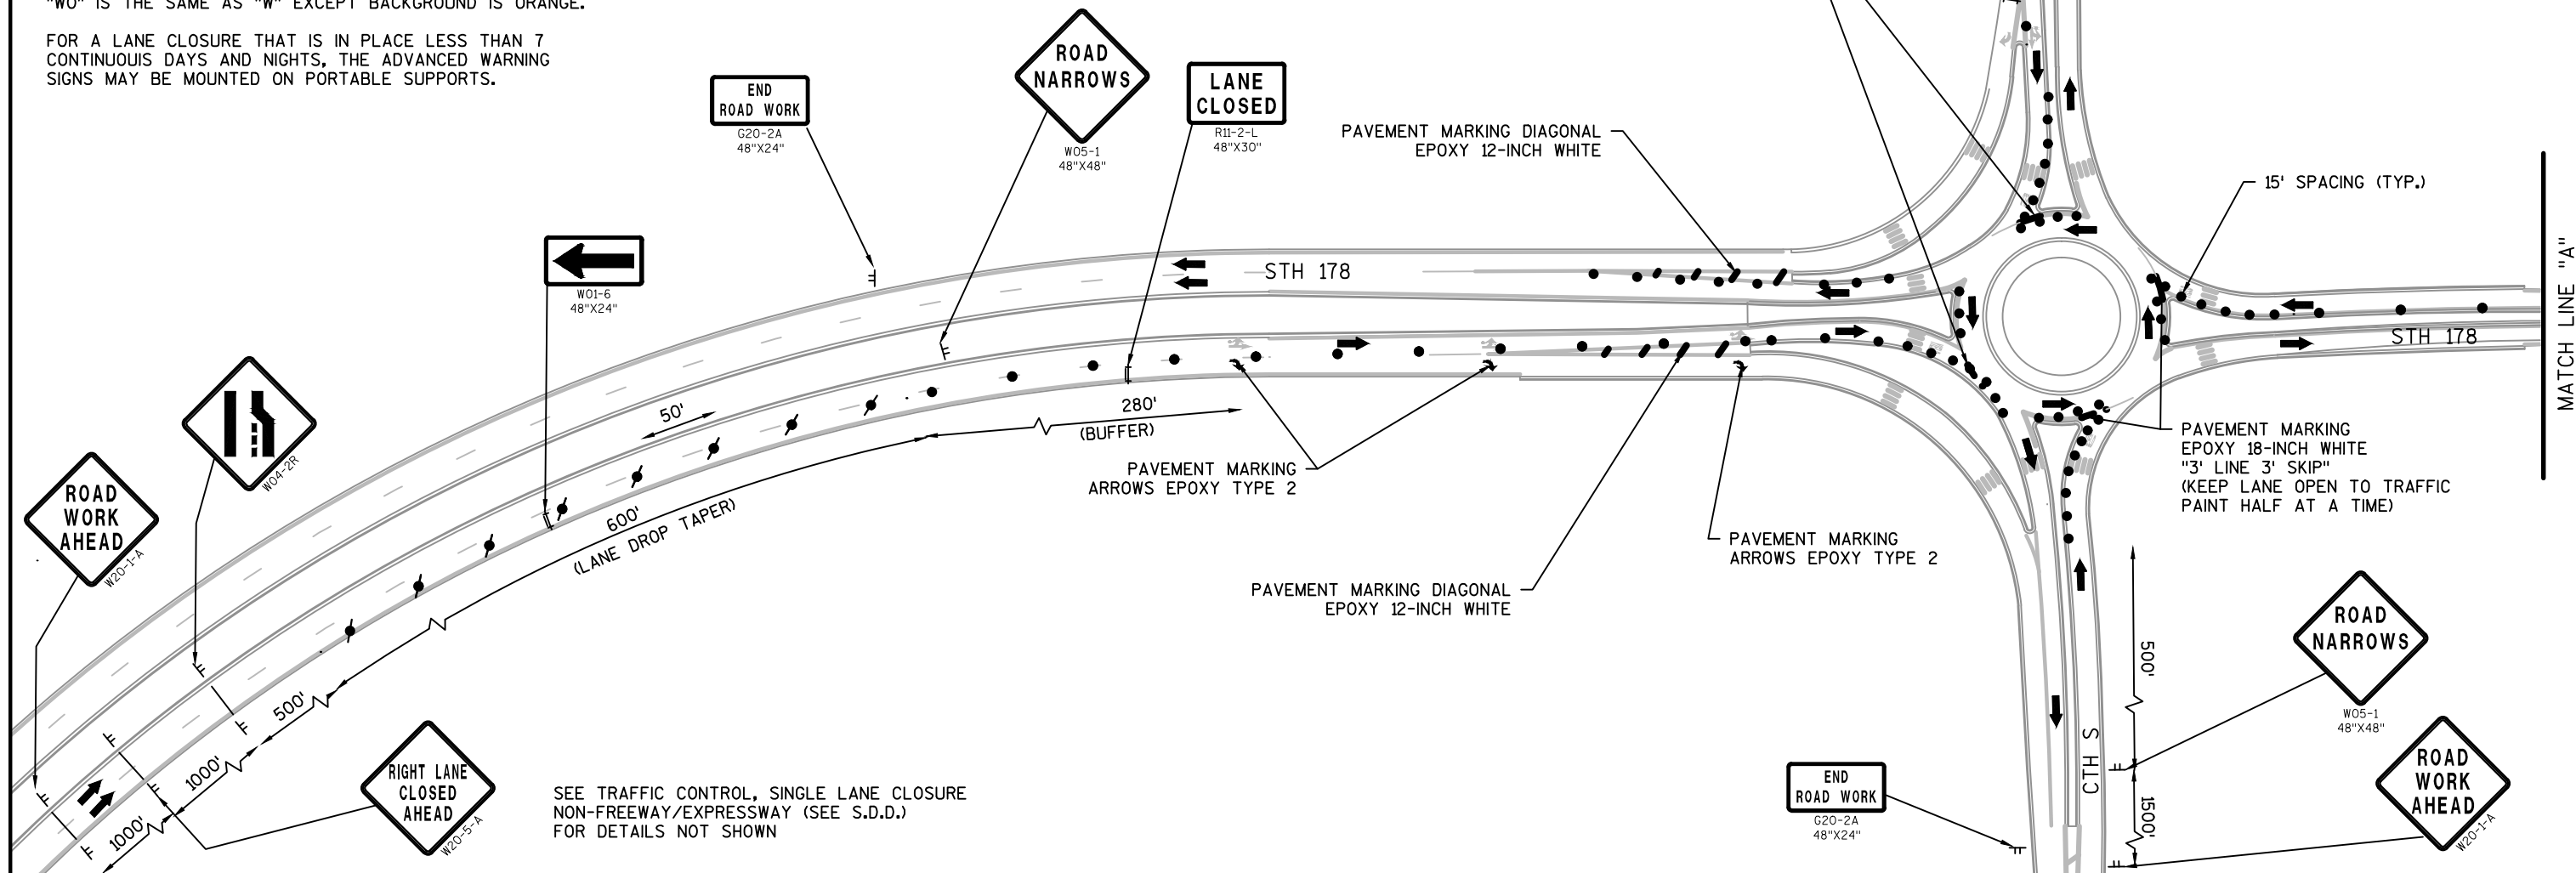 "WO" IS THE SAME AS "W" EXCEPT BACKGROUND IS ORANGE.
FOR A LANE CLOSURE THAT IS IN PLACE LESS THAN 7
CONTINUOUIS DAYS AND NIGHTS, THE ADVANCED WARNING
SIGNS MAY BE MOUNTED ON PORTABLE SUPPORTS.
END
ROAD WORK
G20-2A
48"X24"
ROAD
NARROWS
WO5-1
48"X48"
LANE
CLOSED
R11-2-L
48"X30"
PAVEMENT MARKING DIAGONAL
EPOXY 12-INCH WHITE
15' SPACING (TYP.)
WO1-6
48"X24"
STH 178
STH 178
MATCH LINE "A"
WO4-2R
ROAD
WORK
AHEAD
W20-1-A
50'
280'
(BUFFER)
600'
(LANE DROP TAPER)
PAVEMENT MARKING
ARROWS EPOXY TYPE 2
PAVEMENT MARKING
EPOXY 18-INCH WHITE
"3' LINE 3' SKIP"
(KEEP LANE OPEN TO TRAFFIC
PAINT HALF AT A TIME)
PAVEMENT MARKING
ARROWS EPOXY TYPE 2
PAVEMENT MARKING DIAGONAL
EPOXY 12-INCH WHITE
500'
1000'
1000'
RIGHT LANE
CLOSED
AHEAD
W20-5-A
SEE TRAFFIC CONTROL, SINGLE LANE CLOSURE
NON-FREEWAY/EXPRESSWAY (SEE S.D.D.)
FOR DETAILS NOT SHOWN
END
ROAD WORK
G20-2A
48"X24"
CTH S
500'
1500'
ROAD
NARROWS
WO5-1
48"X48"
ROAD
WORK
AHEAD
W20-1-A